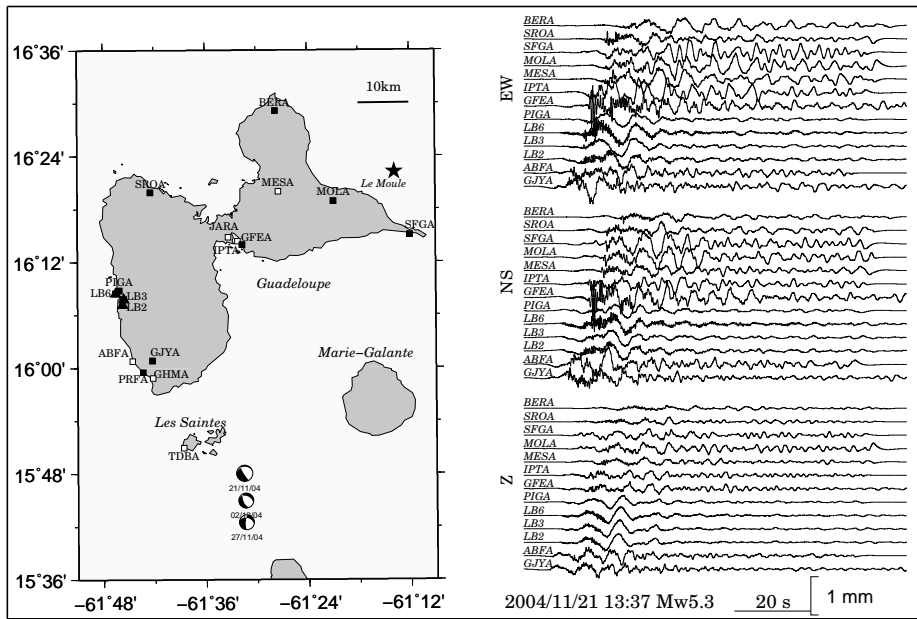 16°36'
16°24'
16°12'
16°00'
15°48'
15°36'
−61°48'
−61°36'
−61°24'
−61°12'
10km
BERA
SROA
MESA
MOLA
Le Moule
SFGA
JARA
GFEA
IPTA
Guadeloupe
PIGA
LB6
LB3
LB2
Marie−Galante
ABFA
GJYA
PRFA
GHMA
Les Saintes
TDBA
21/11/04
02/12/04
27/11/04
EW
BERA
SROA
SFGA
MOLA
MESA
IPTA
GFEA
PIGA
LB6
LB3
LB2
ABFA
GJYA
NS
BERA
SROA
SFGA
MOLA
MESA
IPTA
GFEA
PIGA
LB6
LB3
LB2
ABFA
GJYA
Z
BERA
SROA
SFGA
MOLA
MESA
IPTA
GFEA
PIGA
LB6
LB3
LB2
ABFA
GJYA
2004/11/21 13:37 Mw5.3
20 s
1 mm